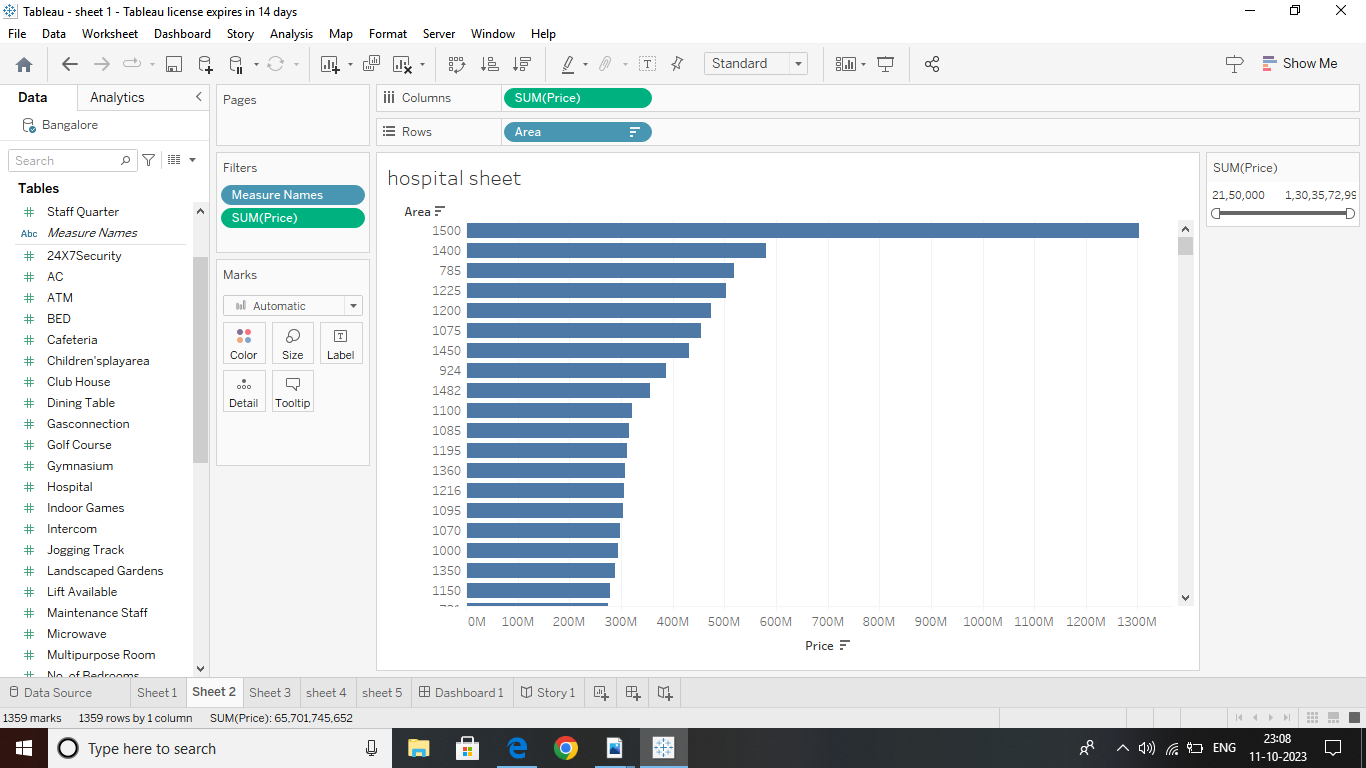 Tableau - sheet 1 - Tableau license expires in 14 days
File Data Worksheet Dashboard Story Analysis Map Format Server Window Help
Standard
Show Me
Data Analytics
Bangalore
Search
Tables
Staff Quarter
Abc Measure Names
24X7Security
AC
ATM
BED
Cafeteria
Children'splayarea
Club House
Dining Table
Gasconnection
Golf Course
Gymnasium
Hospital
Indoor Games
Intercom
Jogging Track
Landscaped Gardens
Lift Available
Maintenance Staff
Microwave
Multipurpose Room
No. of Bedrooms
Pages
Filters
Measure Names
SUM(Price)
Marks
Automatic
Color Size Label
Detail Tooltip
Columns SUM(Price)
Rows Area
hospital sheet
Area
1500
1400
785
1225
1200
1075
1450
924
1482
1100
1085
1195
1360
1216
1095
1070
1000
1350
1150
0M 100M 200M 300M 400M 500M 600M 700M 800M 900M 1000M 1100M 1200M 1300M
Price
SUM(Price)
21,50,000 1,30,35,72,99
Data Source Sheet 1 Sheet 2 Sheet 3 sheet 4 sheet 5 Dashboard 1 Story 1
1359 marks 1359 rows by 1 column SUM(Price): 65,701,745,652
Type here to search
ENG
23:08
11-10-2023